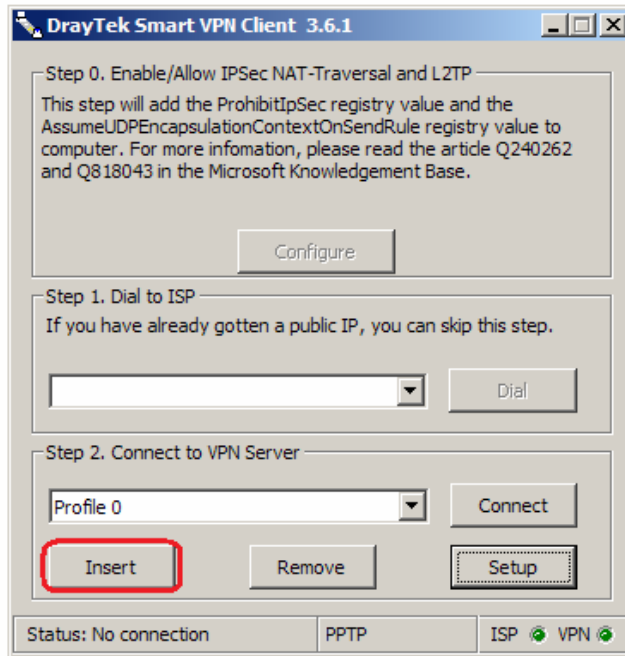 DrayTek Smart VPN Client 3.6.1
Step 0. Enable/Allow IPSec NAT-Traversal and L2TP
This step will add the ProhibitIpSec registry value and the
AssumeUDPEncapsulationContextOnSendRule registry value to
computer. For more infomation, please read the article Q240262
and Q818043 in the Microsoft Knowledgement Base.
Configure
Step 1. Dial to ISP
If you have already gotten a public IP, you can skip this step.
Dial
Step 2. Connect to VPN Server
Profile 0
Connect
Insert
Remove
Setup
Status: No connection
PPTP
ISP
VPN